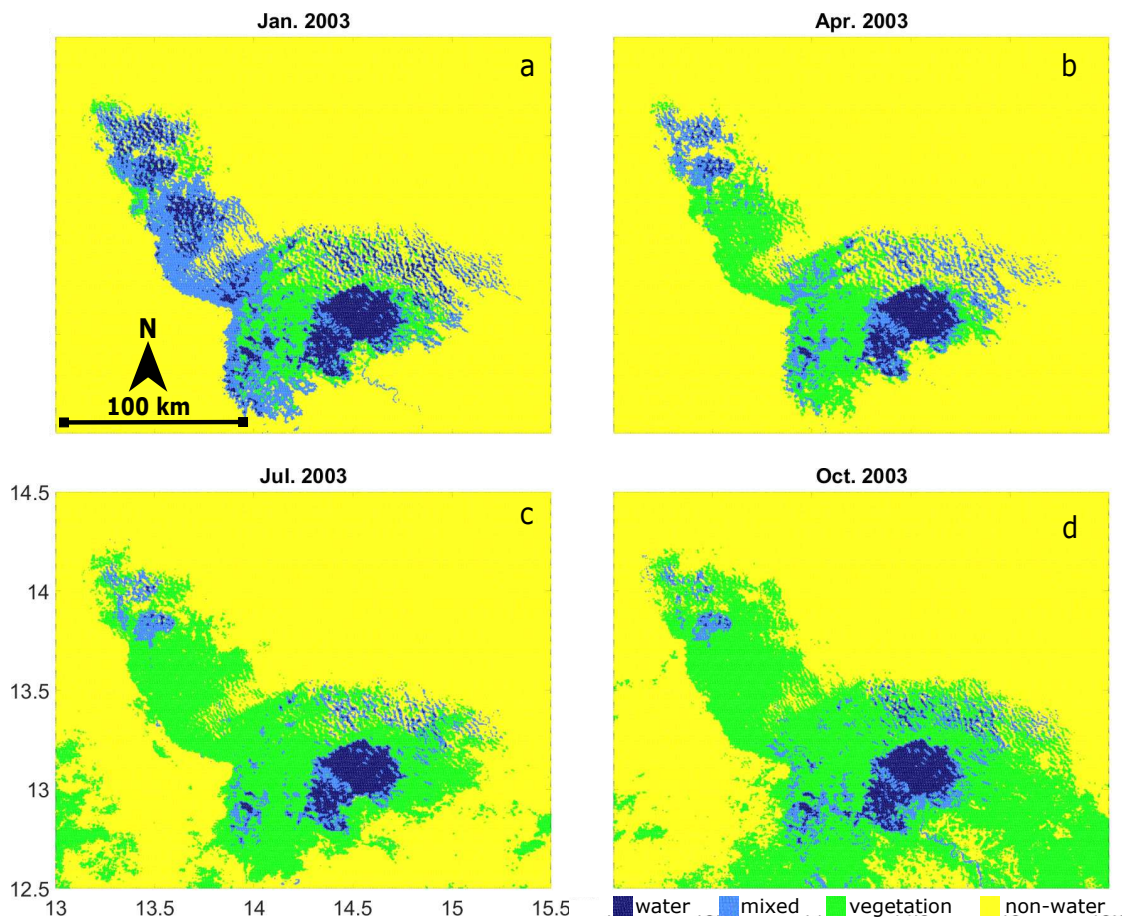 Jan. 2003
Apr. 2003
a
b
N
100 km
Jul. 2003
Oct. 2003
14.5
c
d
14
13.5
13
12.5
13 13.5 14 14.5 15 15.5
water mixed vegetation non-water